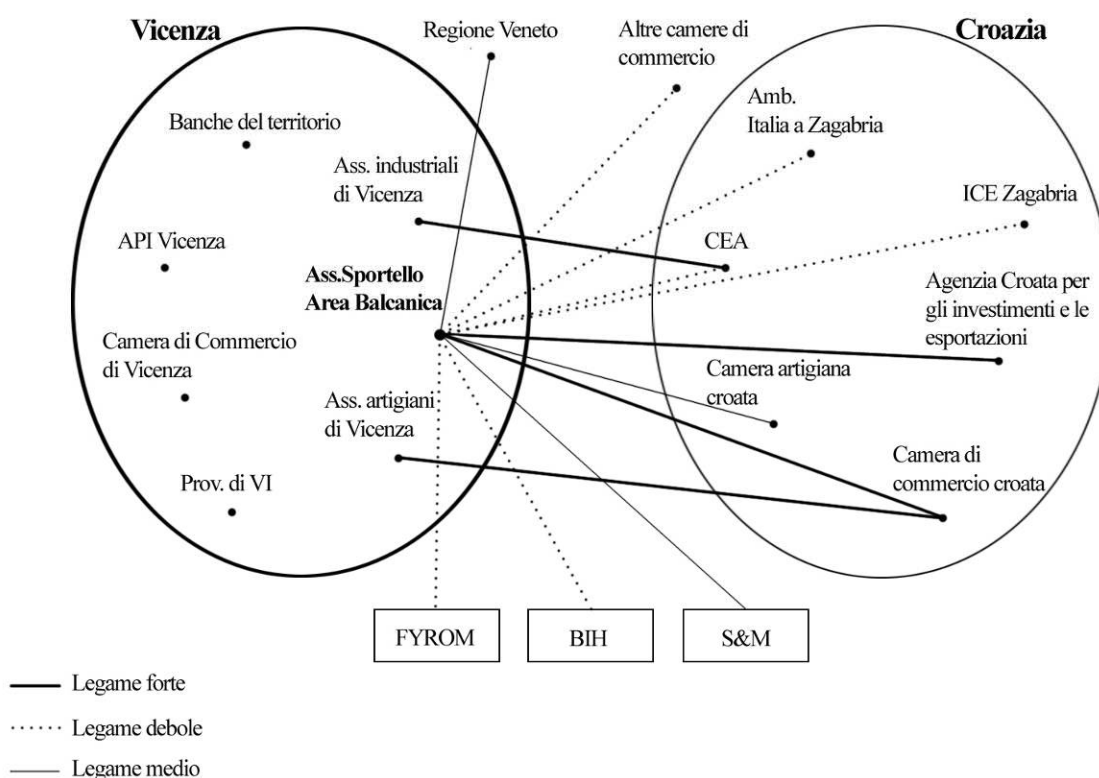 Vicenza
Regione Veneto
Altre camere di
commercio
Croazia
Banche del territorio
Amb.
Italia a Zagabria
Ass. industriali
di Vicenza
ICE Zagabria
API Vicenza
CEA
Ass.Sportello
Area Balcanica
Agenzia Croata per
gli investimenti e le
esportazioni
Camera di Commercio
di Vicenza
Camera artigiana
croata
Ass. artigiani
di Vicenza
Camera di
commercio croata
Prov. di VI
FYROM
BIH
S&M
Legame forte
Legame debole
Legame medio